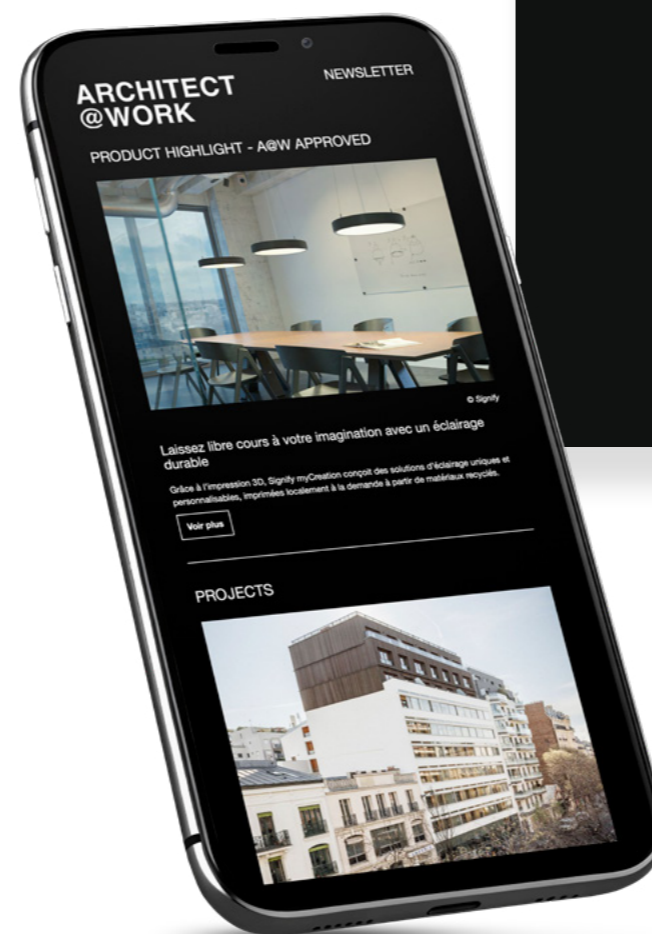 ARCHITECT
@WORK
NEWSLETTER
PRODUCT HIGHLIGHT - A@W APPROVED
© Signify
Laissez libre cours à votre imagination avec un éclairage
durable
Grâce à l'impression 3D, Signify myCreation conçoit des solutions d'éclairage uniques et
personnalisables, imprimées localement à la demande à partir de matériaux recyclés.
Voir plus
PROJECTS